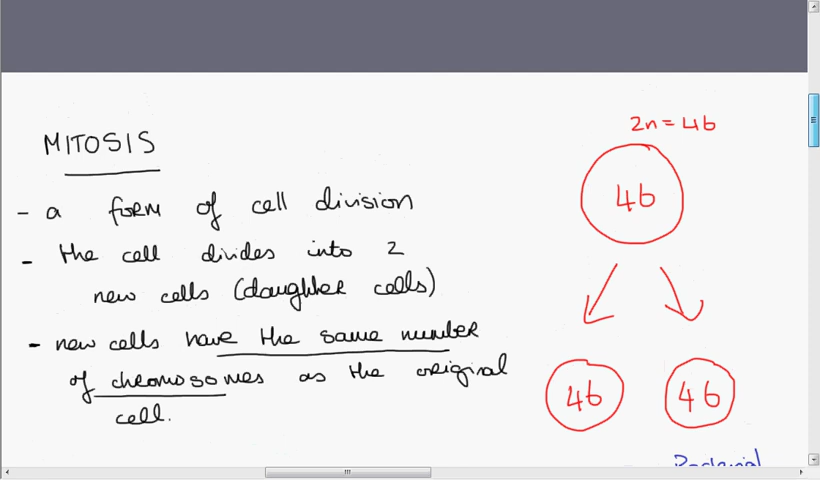 MITOSIS
- a form of cell division
- the cell divides into 2
new cells (daughter cells)
- new cells have the same number
of chromosomes as the original
cell.
2n = 46
46
46 46